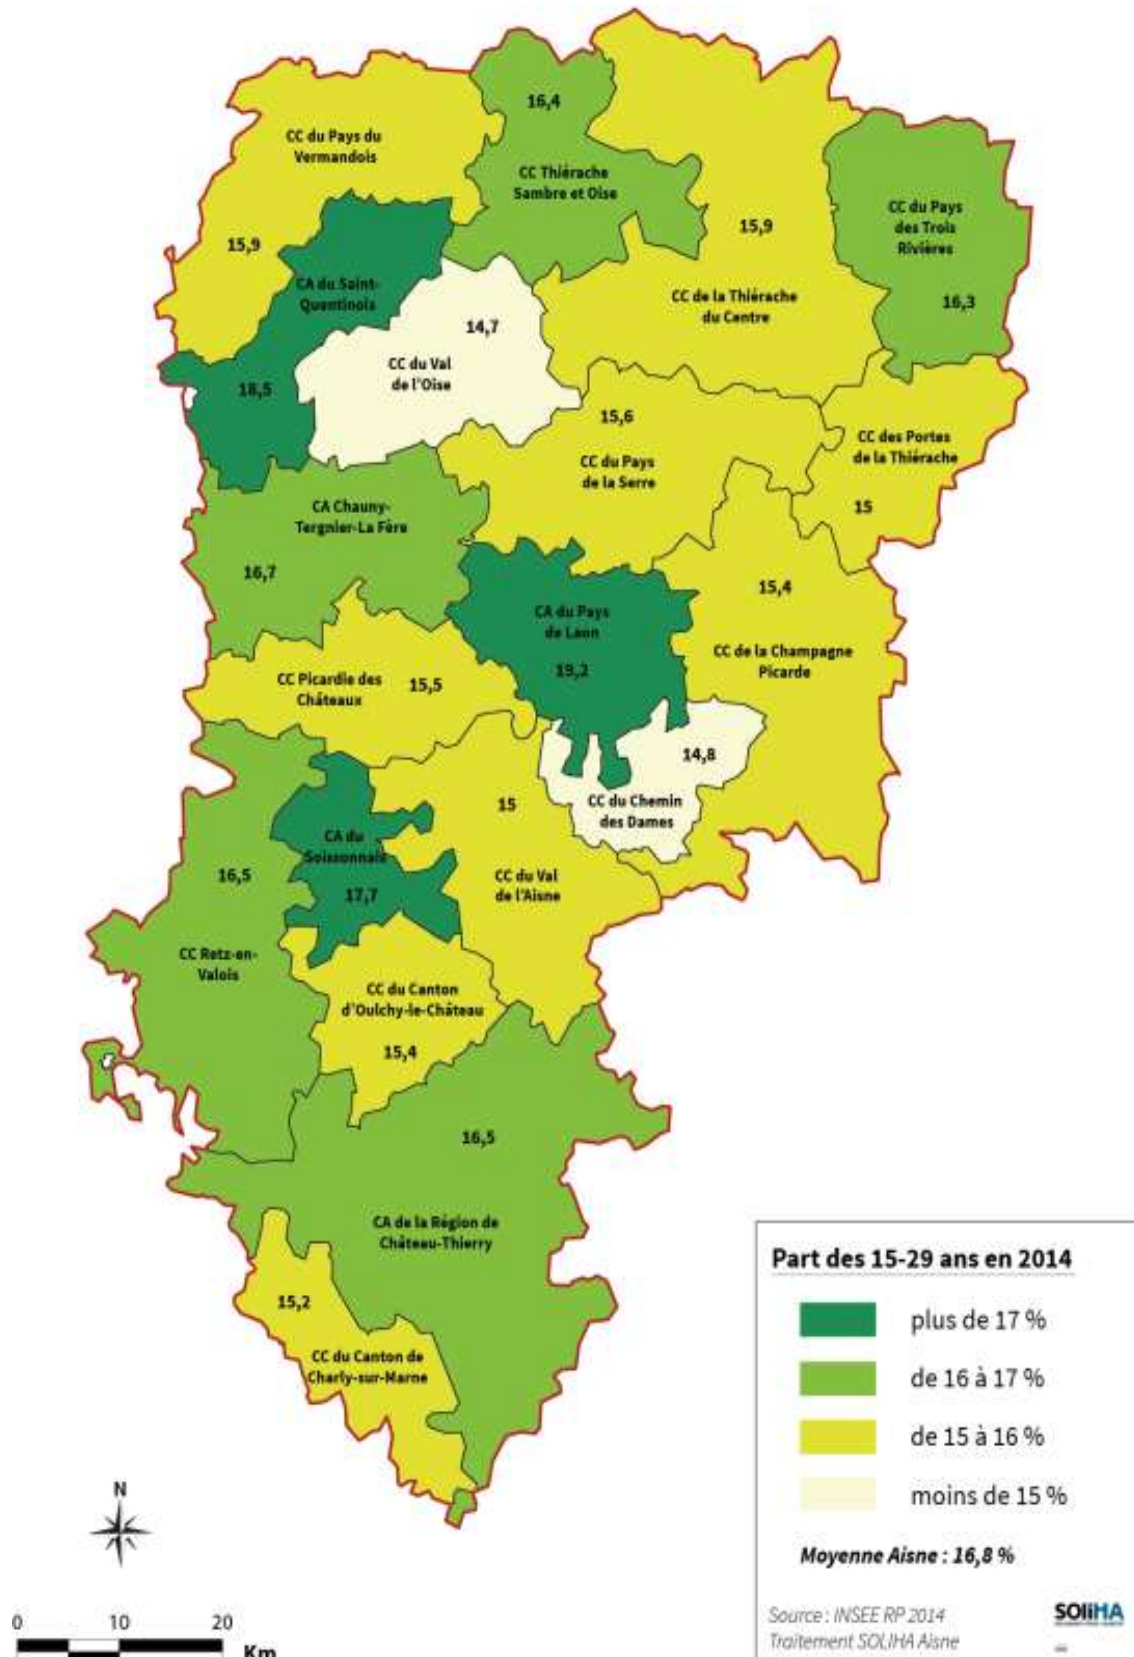 16,4
CC du Pays du
Vermandois
CC Thiérache
Sambre et Oise
CC du Pays
des Trois
Rivières
15,9
15,9
CA du Saint-
Quentinois
CC de la Thiérache
du Centre
16,3
14,7
CC du Val
de l'Oise
18,5
15,6
CC des Portes
de la Thiérache
CC du Pays
de la Serre
15
CA Chauny-
Tergnier-La Fère
16,7
15,4
CA du Pays
de Laon
19,2
CC de la Champagne
Picarde
CC Picardie des
Châteaux
15,5
14,8
CC du Chemin
des Dames
15
CA du
Soissonnais
17,7
16,5
CC du Val
de l'Aisne
CC Retz-en-
Valois
CC du Canton
d'Oulchy-le-Château
15,4
16,5
CA de la Région de
Château-Thierry
15,2
CC du Canton de
Charly-sur-Marne
Part des 15-29 ans en 2014
plus de 17 %
de 16 à 17 %
de 15 à 16 %
moins de 15 %
Moyenne Aisne : 16,8 %
Source : INSEE RP 2014
Traitement SOLIHA Aisne
SOLiHA
N
0 10 20
Km